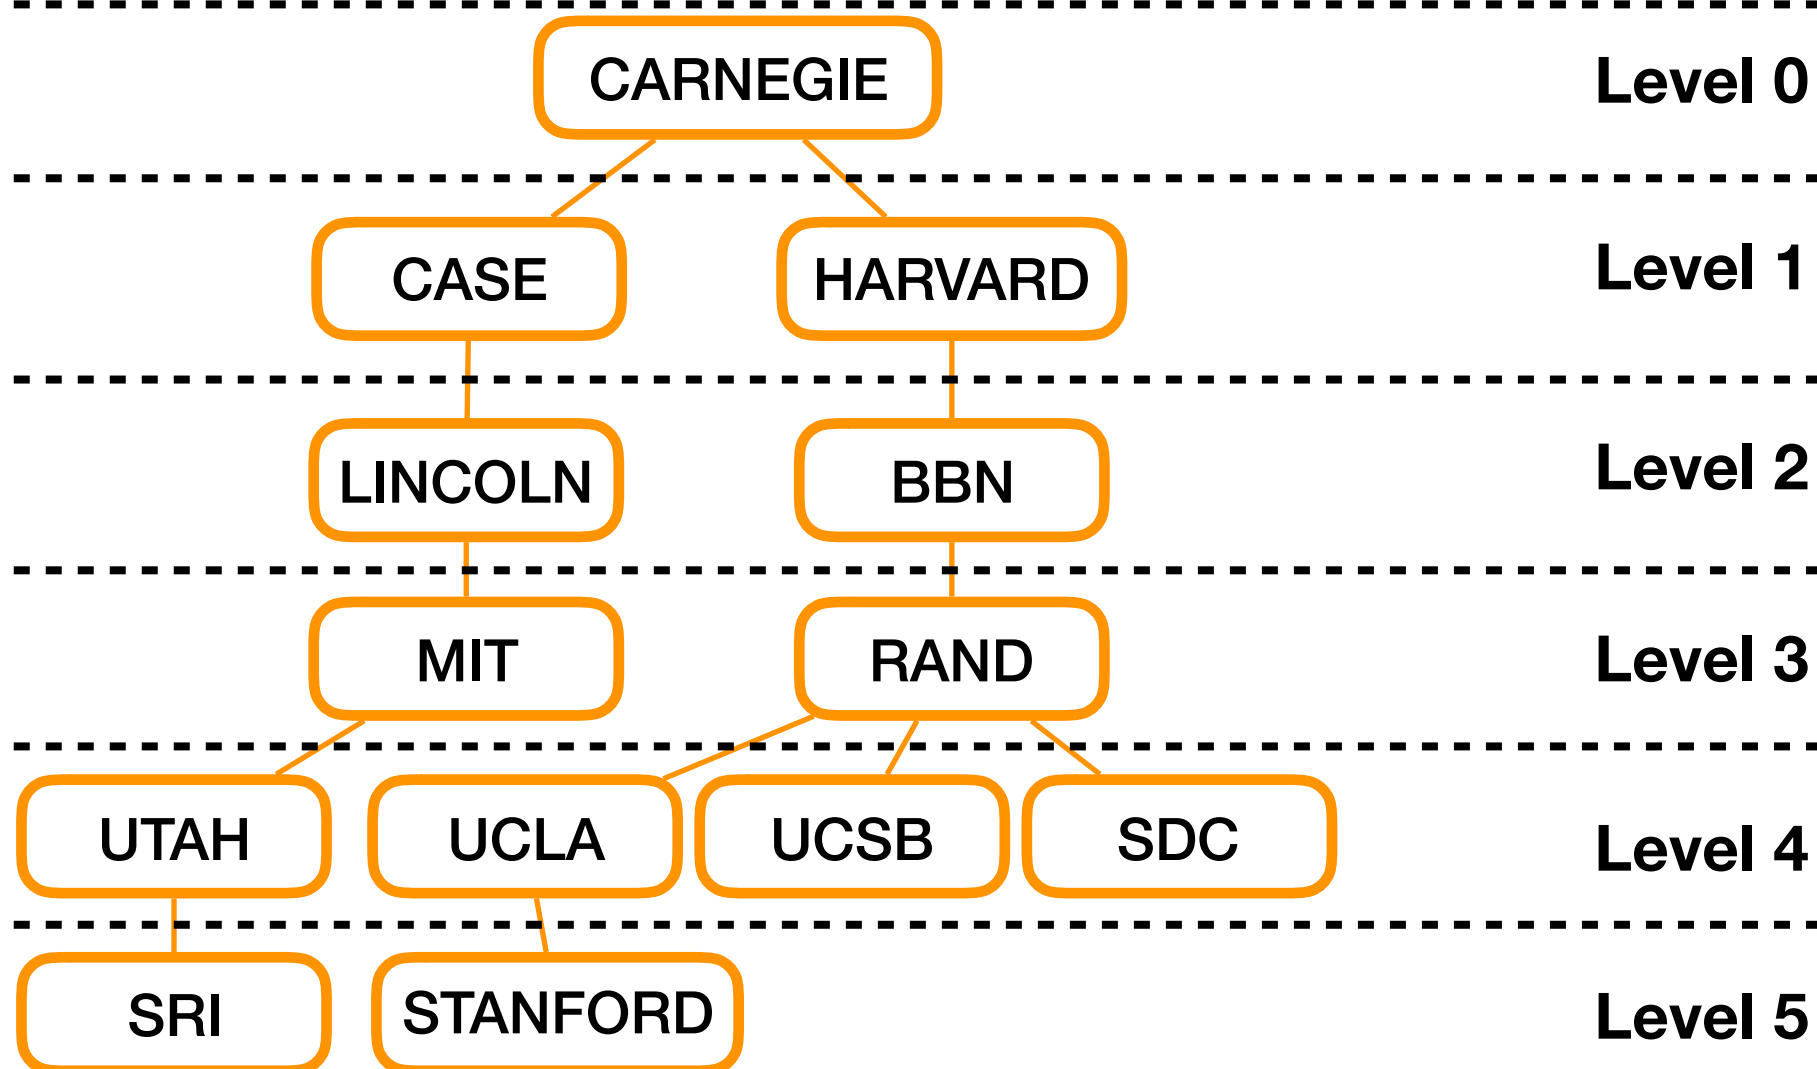 CARNEGIE Level 0
CASE HARVARD Level 1
LINCOLN BBN Level 2
MIT RAND Level 3
UTAH UCLA UCSB SDC Level 4
SRI STANFORD Level 5